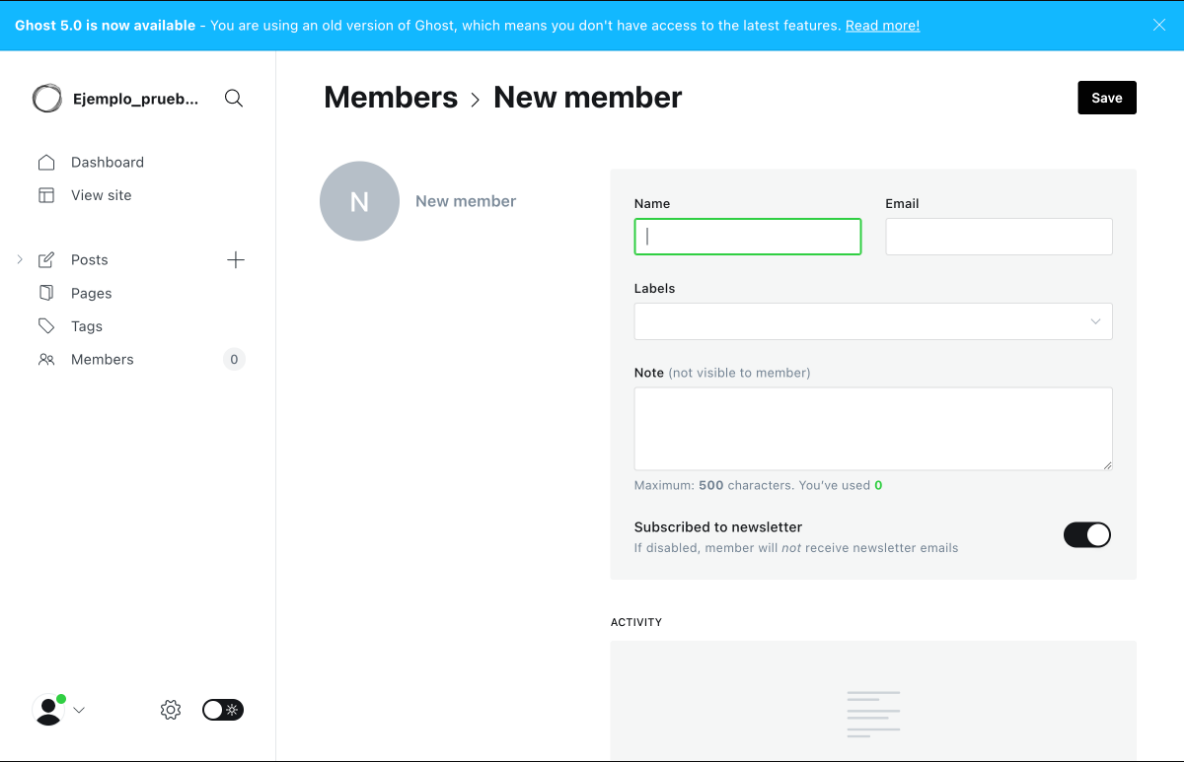 Ghost 5.0 is now available - You are using an old version of Ghost, which means you don't have access to the latest features. Read more!
Ejemplo_prueb...
Dashboard
View site
Posts
Pages
Tags
Members 0
Members > New member
Save
N New member
Name Email
Labels
Note (not visible to member)
Maximum: 500 characters. You've used 0
Subscribed to newsletter
If disabled, member will not receive newsletter emails
ACTIVITY